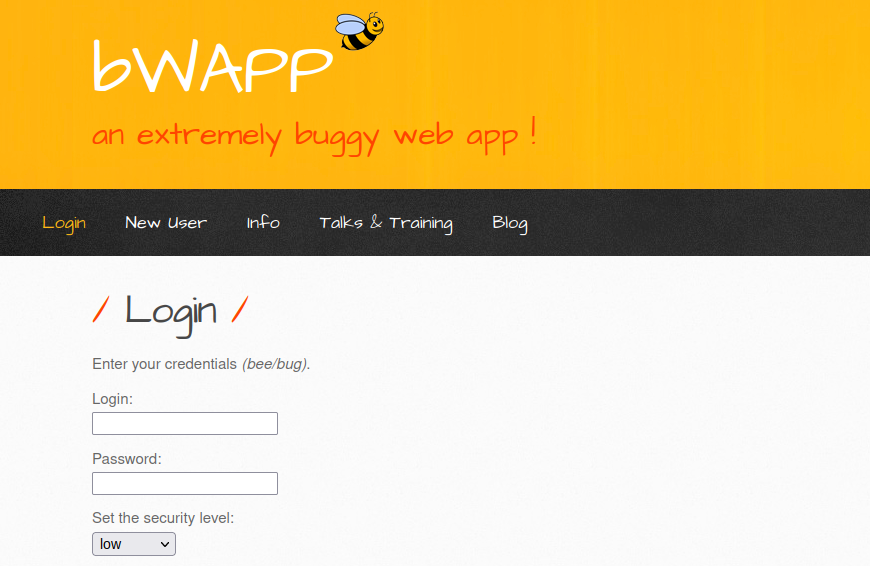 bWAPP
an extremely buggy web app !
Login New User Info Talks & Training Blog
/ Login /
Enter your credentials (bee/bug).
Login:
Password:
Set the security level:
low